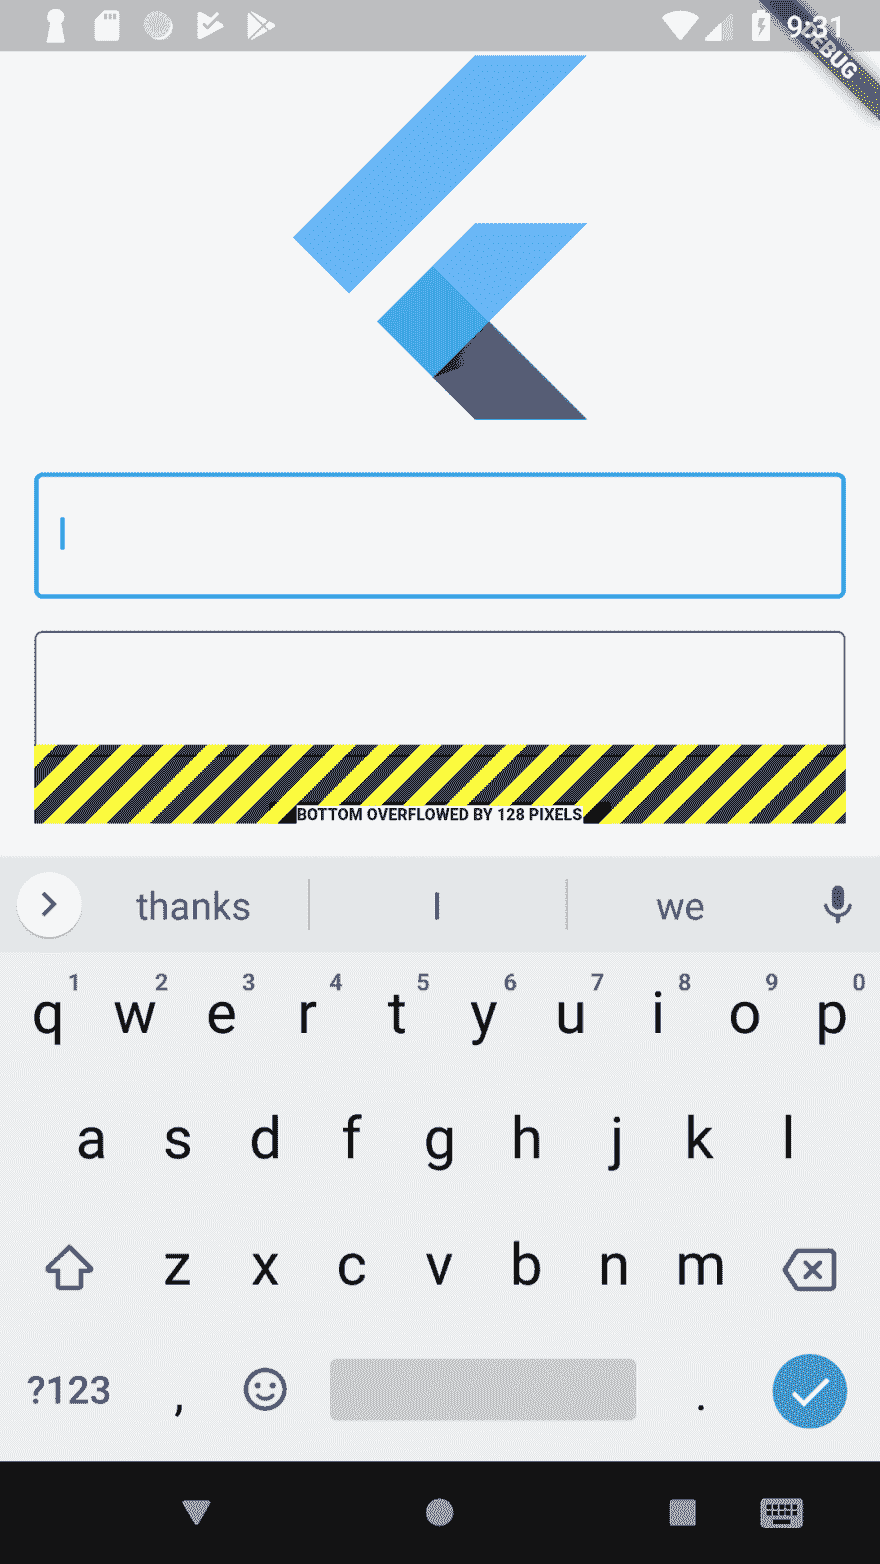 9:31
DEBUG
BOTTOM OVERFLOWED BY 128 PIXELS
thanks I we
1 2 3 4 5 6 7 8 9 0
q w e r t y u i o p
a s d f g h j k l
z x c v b n m
?123 , .